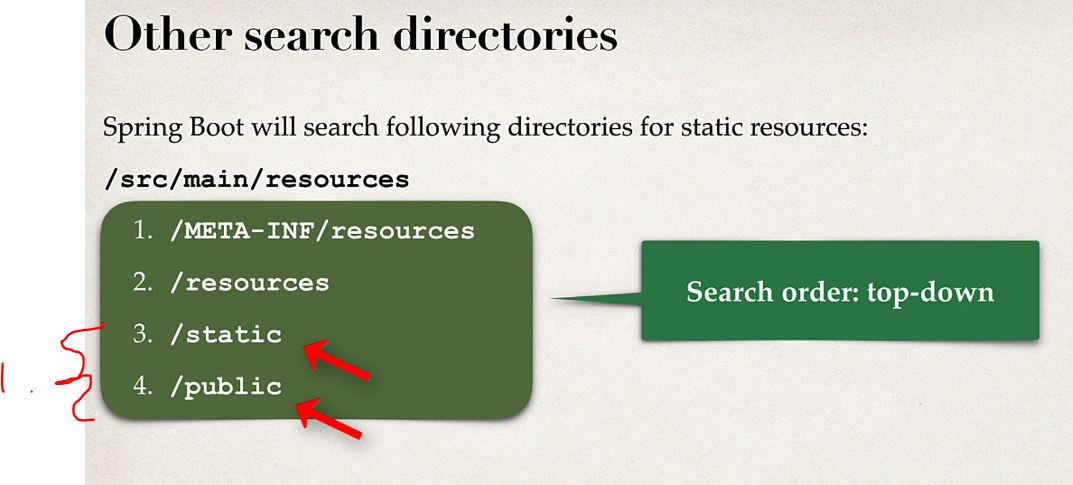 Other search directories
Spring Boot will search following directories for static resources:
/src/main/resources
1. /META-INF/resources
2. /resources
3. /static
4. /public
Search order: top-down
1.